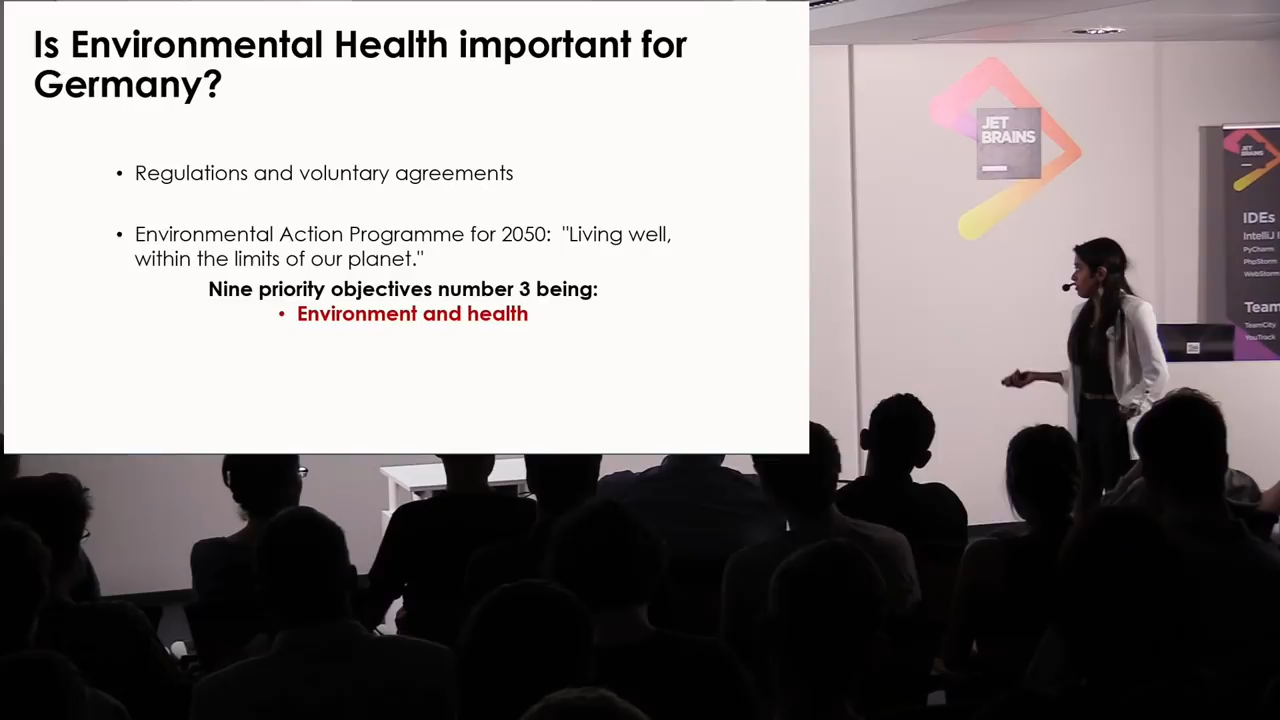 Is Environmental Health important for
Germany?
• Regulations and voluntary agreements
• Environmental Action Programme for 2050:  "Living well,
within the limits of our planet."
Nine priority objectives number 3 being:
• Environment and health
JET
BRAINS
JET
BRAINS
IDEs
IntelliJ I
PyCharm
PhpStorm
WebStorm
Team
TeamCity
YouTrack